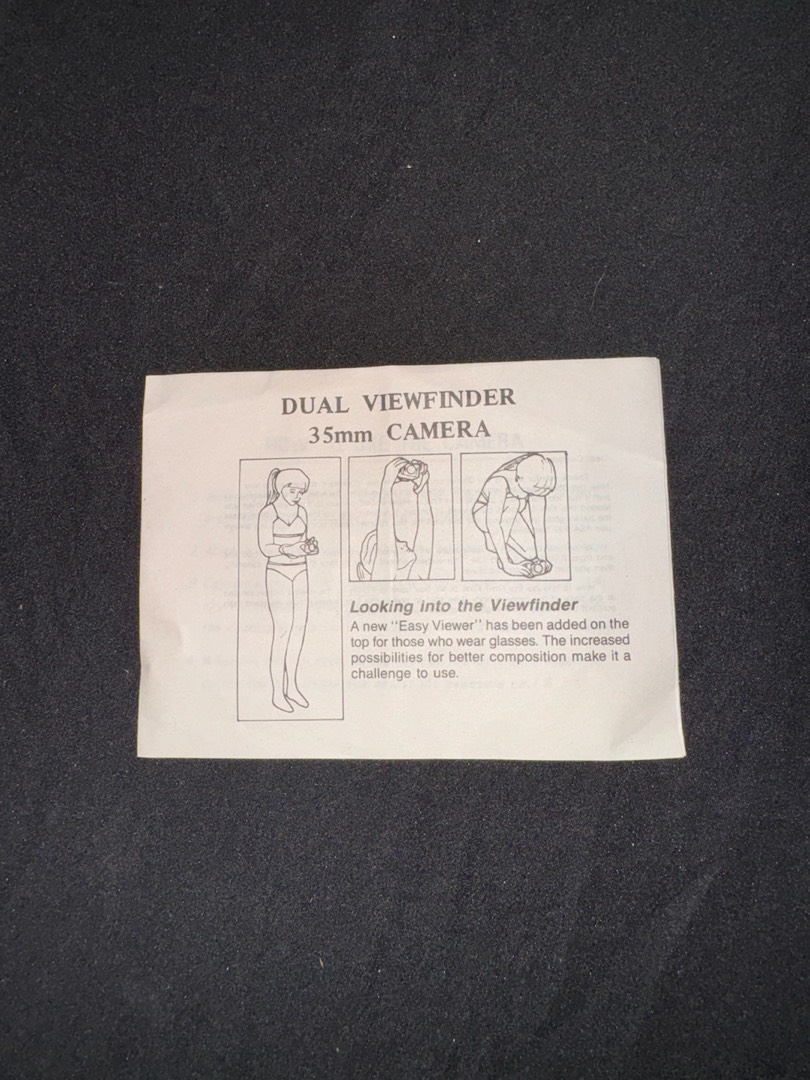 DUAL VIEWFINDER
35mm CAMERA
Looking into the Viewfinder
A new "Easy Viewer" has been added on the
top for those who wear glasses. The increased
possibilities for better composition make it a
challenge to use.